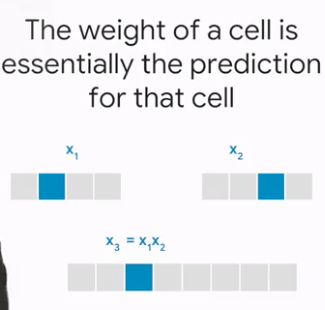 The weight of a cell is
essentially the prediction
for that cell
x₁
x₂
x₃ = x₁x₂